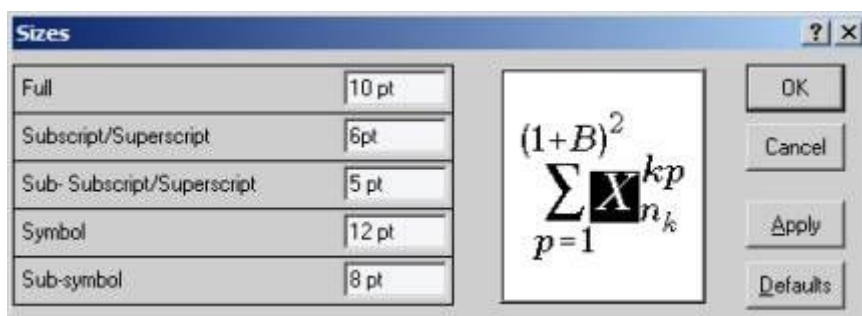 Sizes
Full 10 pt
Subscript/Superscript 6pt
Sub- Subscript/Superscript 5 pt
Symbol 12 pt
Sub-symbol 8 pt
(1+B)²
∑ X kp
n k
p=1
OK
Cancel
Apply
Defaults